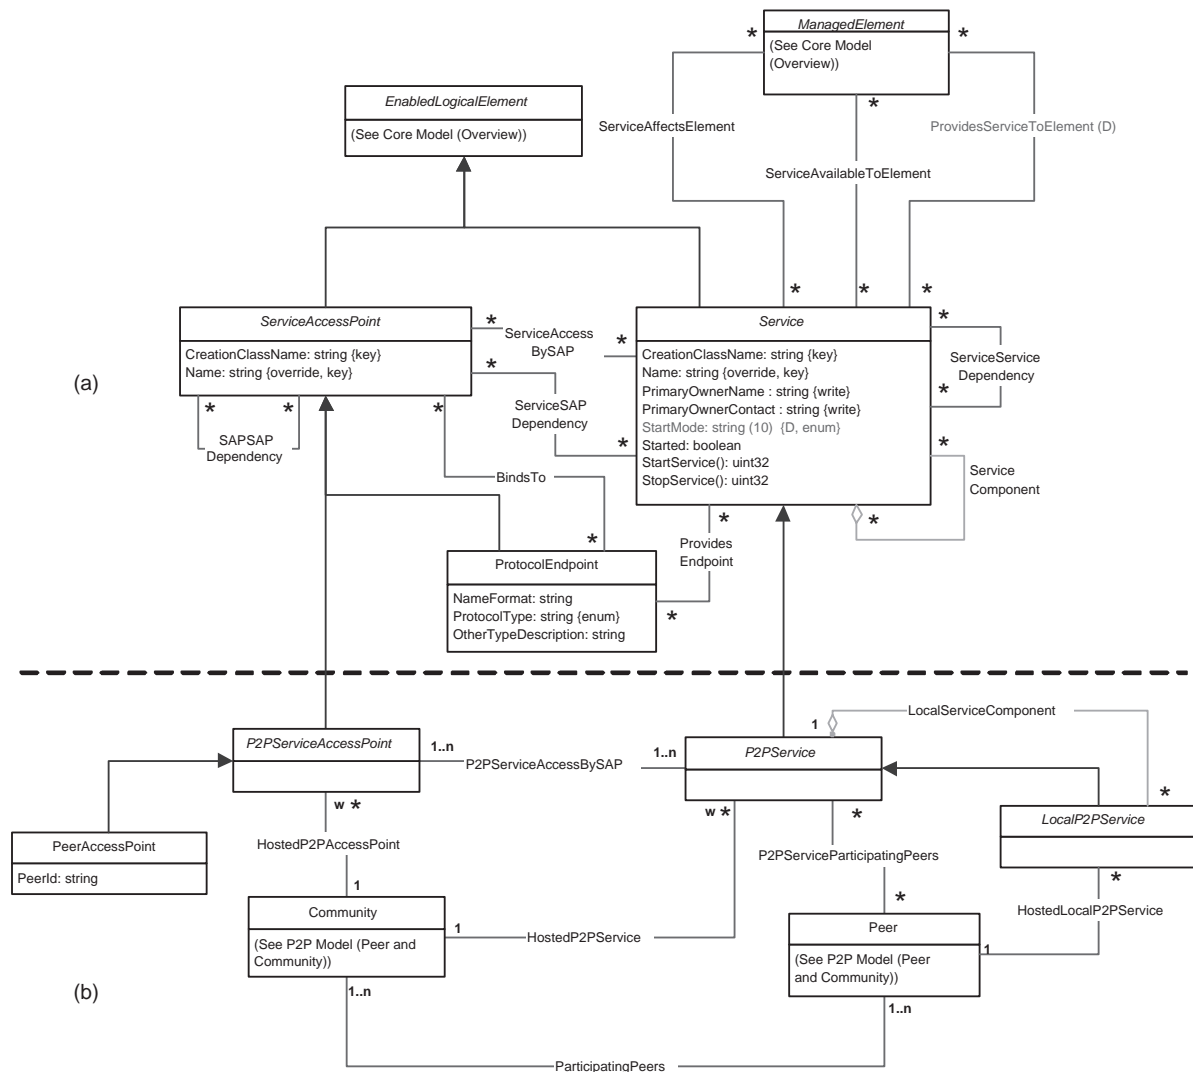 ManagedElement
(See Core Model
(Overview))
*
*
*
EnabledLogicalElement
(See Core Model (Overview))
ServiceAffectsElement
ProvidesServiceToElement (D)
ServiceAvailableToElement
*
*
*
ServiceAccessPoint
CreationClassName: string {key}
Name: string {override, key}
*
*
*
*
*
ServiceAccess
BySAP
*
ServiceSAP
Dependency
*
Service
CreationClassName: string {key}
Name: string {override, key}
PrimaryOwnerName : string {write}
PrimaryOwnerContact : string {write}
StartMode: string (10) {D, enum}
Started: boolean
StartService(): uint32
StopService(): uint32
*
ServiceService
Dependency
*
*
Service
Component
*
(a)
SAPSAP
Dependency
BindsTo
*
*
Provides
Endpoint
*
ProtocolEndpoint
NameFormat: string
ProtocolType: string {enum}
OtherTypeDescription: string
LocalServiceComponent
1
*
P2PServiceAccessPoint
1..n
P2PServiceAccessBySAP
1..n
P2PService
w *
w *
*
LocalP2PService
*
PeerAccessPoint
PeerId: string
HostedP2PAccessPoint
1
P2PServiceParticipatingPeers
*
HostedLocalP2PService
Community
(See P2P Model (Peer and
Community))
1
HostedP2PService
Peer
(See P2P Model (Peer
and Community))
1
(b)
1..n
1..n
ParticipatingPeers